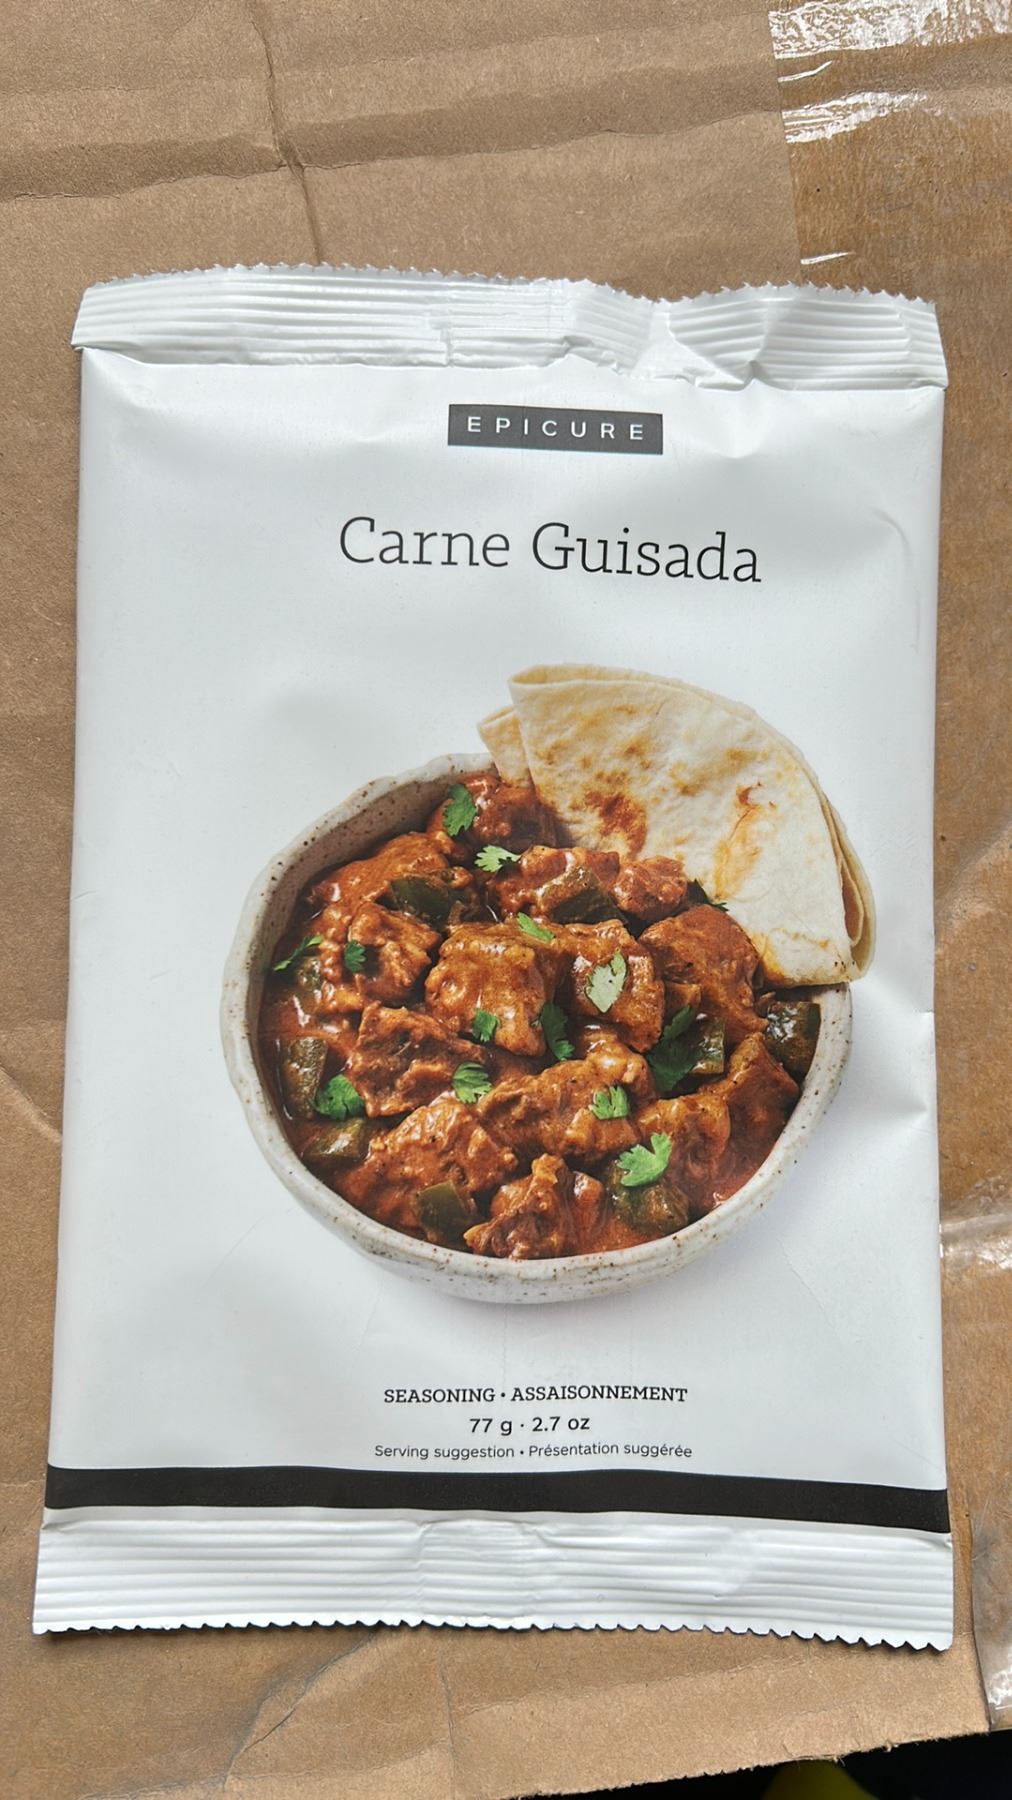 EPICURE
Carne Guisada
SEASONING • ASSAISONNEMENT
77 g · 2.7 oz
Serving suggestion • Présentation suggérée